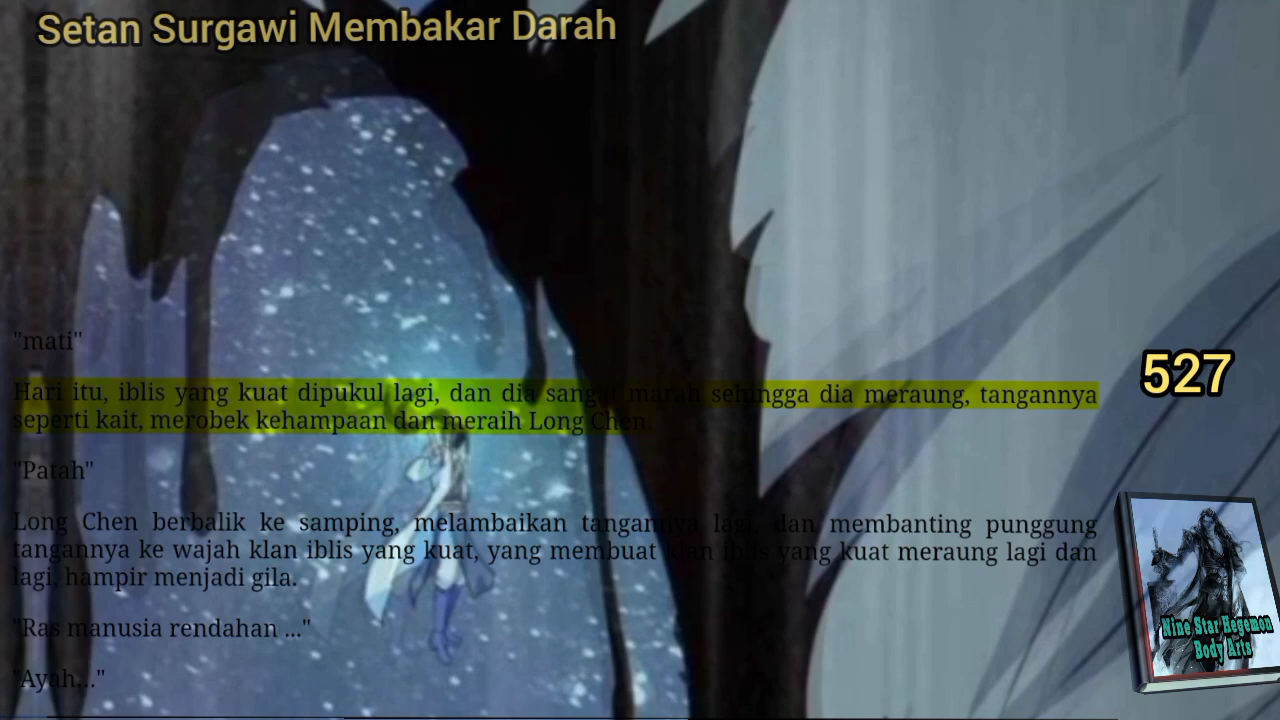 Setan Surgawi Membakar Darah
"mati"
Hari itu, iblis yang kuat dipukul lagi, dan dia sangat marah sehingga dia meraung, tangannya
seperti kait, merobek kehampaan dan meraih Long Chen.
527
"Patah"
Long Chen berbalik ke samping, melambaikan tangannya lagi, dan membanting punggung
tangannya ke wajah klan iblis yang kuat, yang membuat klan iblis yang kuat meraung lagi dan
lagi, hampir menjadi gila.
"Ras manusia rendahan ..."
"Ayah..."
Nine Star Hegemon
Body Arts